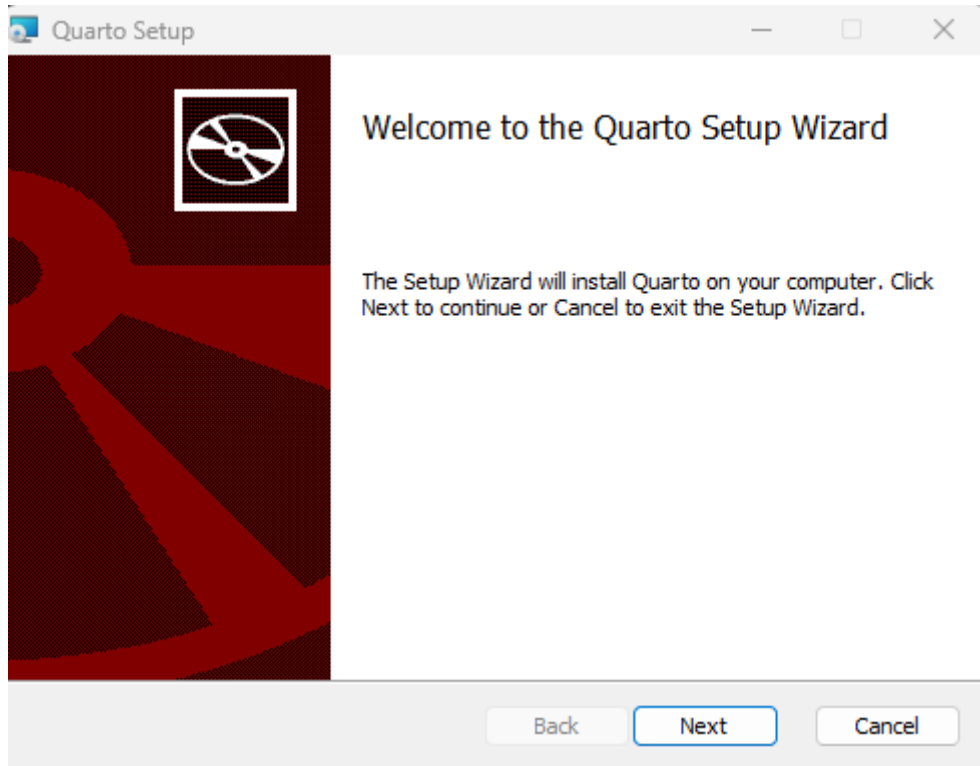 Quarto Setup
Welcome to the Quarto Setup Wizard
The Setup Wizard will install Quarto on your computer. Click
Next to continue or Cancel to exit the Setup Wizard.
Back Next Cancel